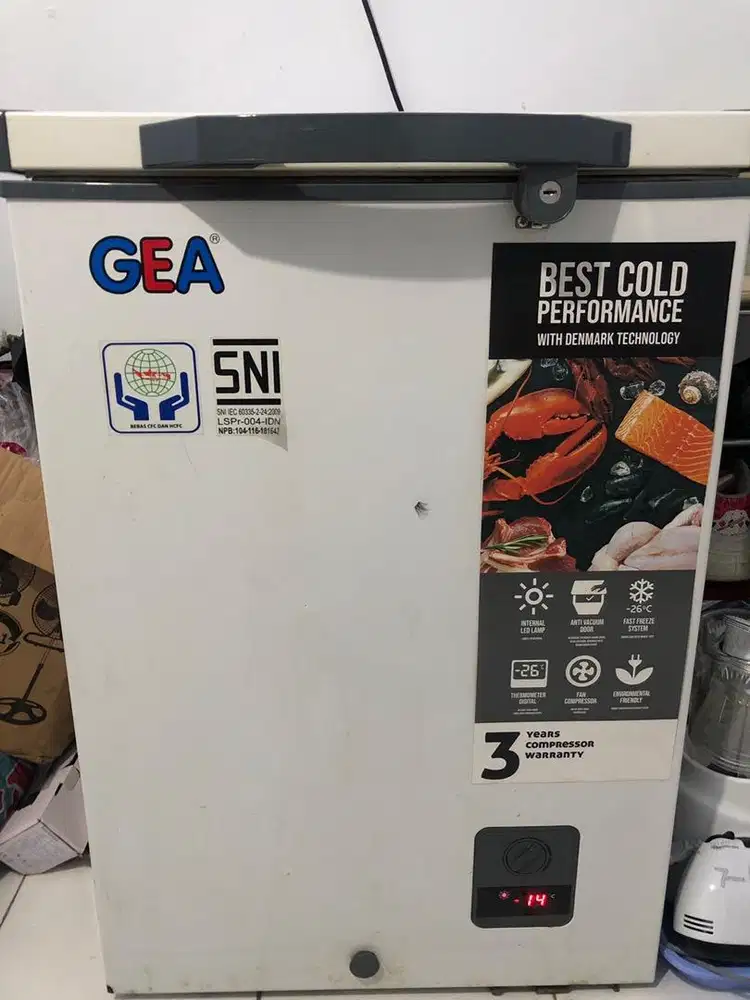 GEA®
BEBAS CFC DAN HCFC
SNI
SNI IEC 60335-2-24:2009
LSPr-004-IDN
BEST COLD
PERFORMANCE
WITH DENMARK TECHNOLOGY
INTERNAL
LED LAMP
ANTI VACUUM
DOOR
-26°C
FAST FREEZE
SYSTEM
-26°
THERMOMETER
DIGITAL
FAN
COMPRESSOR
ENVIRONMENTAL
FRIENDLY
3 YEARS
COMPRESSOR
WARRANTY
-14